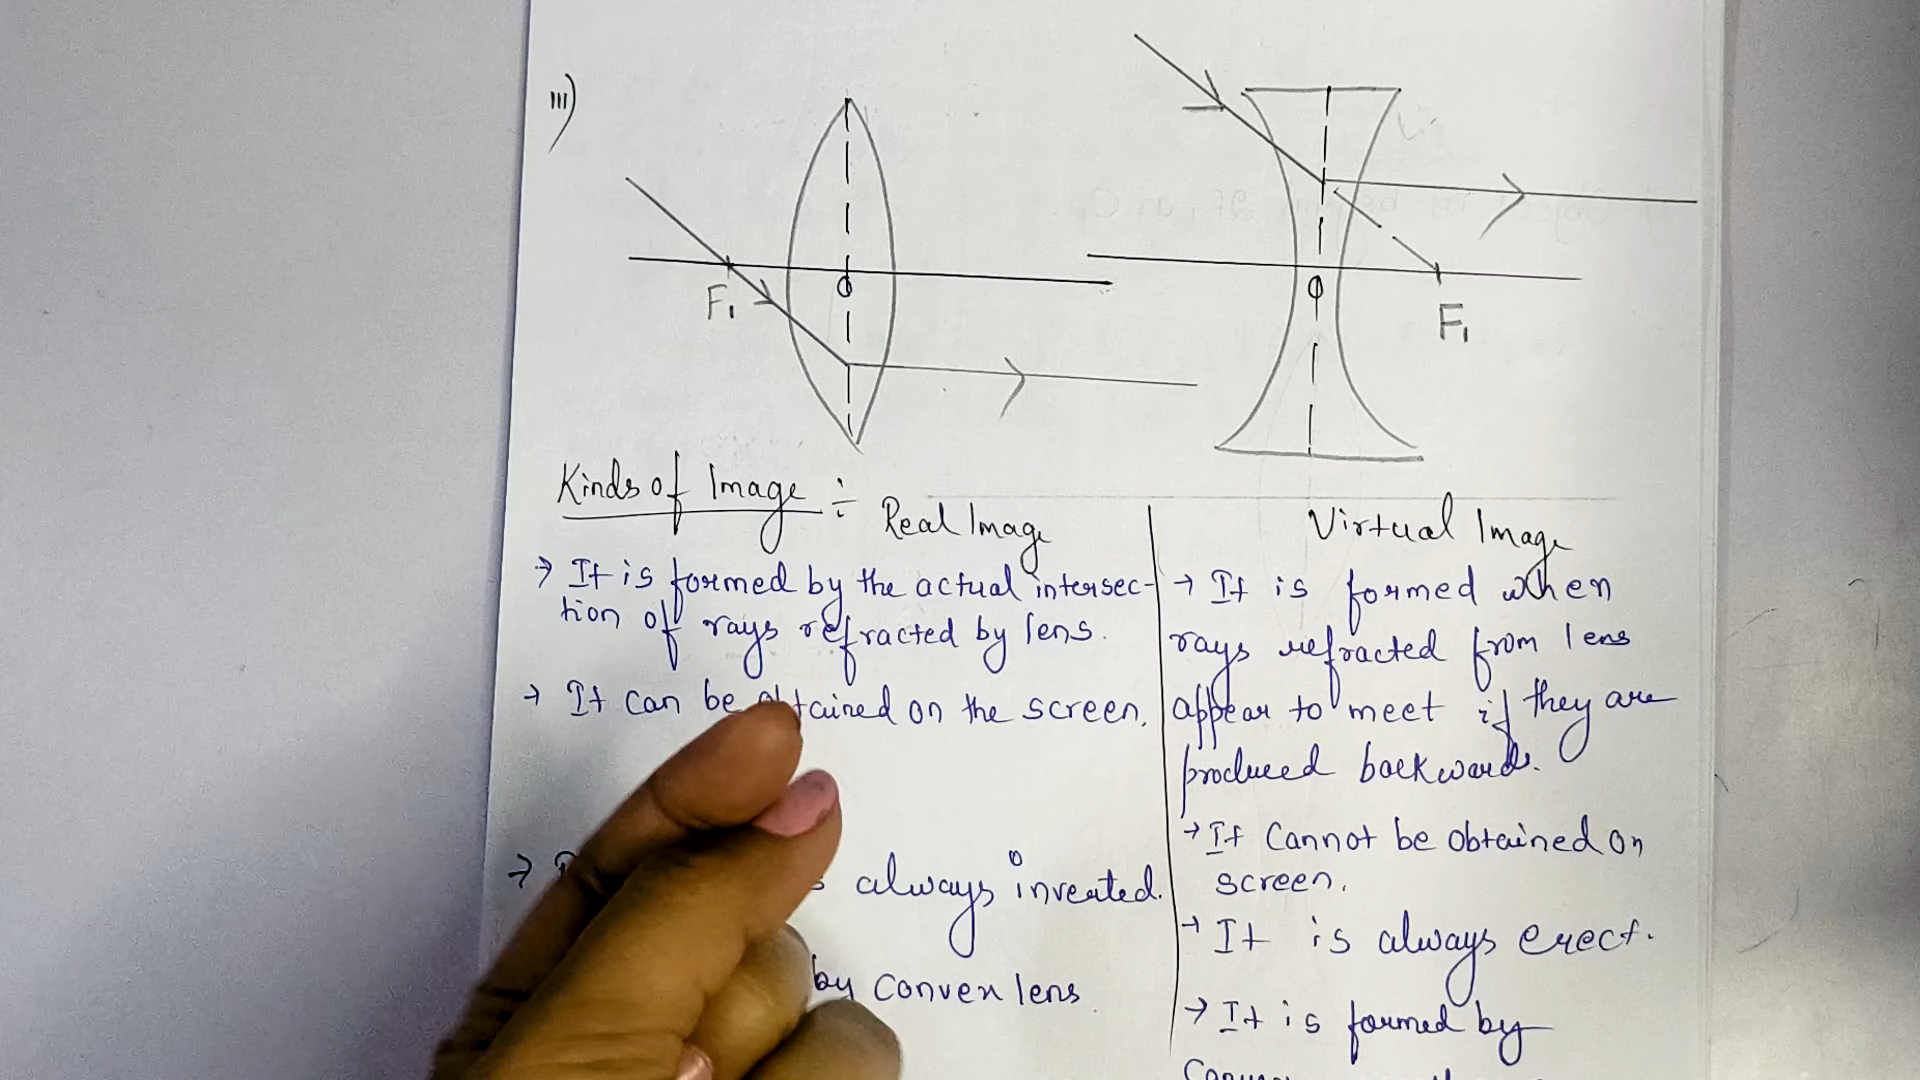 iii)
O
F₁
O
F₁
Kinds of Image ÷
Real Image
→ It is formed by the actual intersec-
tion of rays refracted by lens.
→ It can be obtained on the screen.
always inverted.
by convex lens
Virtual Image
→ It is formed when
rays refracted from lens
appear to meet if they are
produced backward.
→ It cannot be obtained on
screen.
→ It is always erect.
→ It is formed by